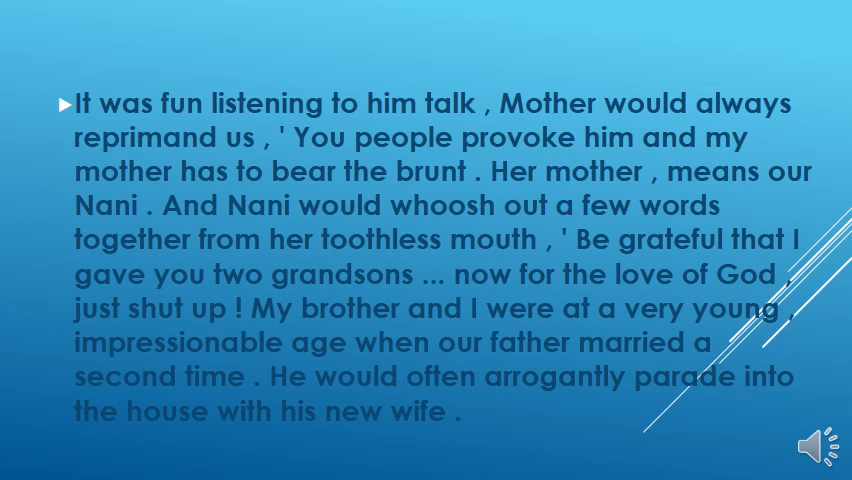 It was fun listening to him talk , Mother would always
reprimand us , ' You people provoke him and my
mother has to bear the brunt . Her mother , means our
Nani . And Nani would whoosh out a few words
together from her toothless mouth , ' Be grateful that I
gave you two grandsons ... now for the love of God ,
just shut up ! My brother and I were at a very young ,
impressionable age when our father married a
second time . He would often arrogantly parade into
the house with his new wife .